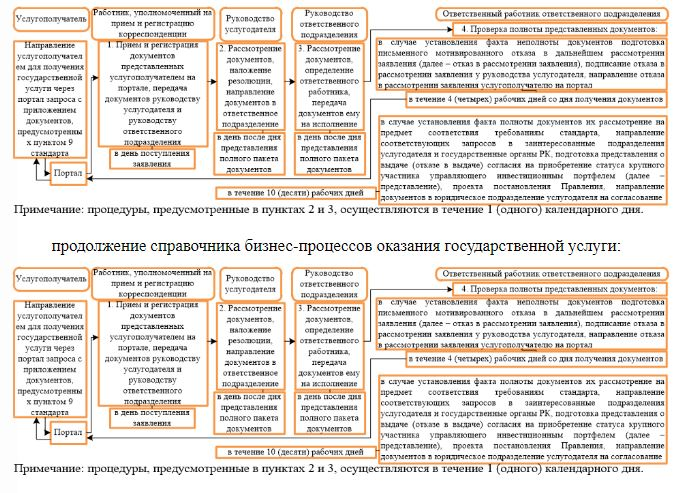 Услугополучатель
Работник, уполномоченный на
прием и регистрацию
корреспонденции
Руководство
услугодателя
Руководство
ответственного
подразделения
Ответственный работник ответственного подразделения
Направление
услугополучател
ем для получения
государственной
услуги через
портал запроса с
приложением
документов,
предусмотренны
х пунктом 9
стандарта
Портал
1. Прием и регистрация
документов
представленных
услугополучателем на
портале, передача
документов руководству
услугодателя и
руководству
ответственного
подразделения
в день поступления
заявления
2. Рассмотрение
документов,
наложение
резолюции,
направление
документов в
ответственное
подразделение
в день после дня
представления
полного пакета
документов
3. Рассмотрение
документов,
определение
ответственного
работника,
передача
документов ему
на исполнение
в день после дня
представления
полного пакета
документов
4. Проверка полноты представленных документов:
в случае установления факта неполноты документов подготовка
письменного мотивированного отказа в дальнейшем рассмотрении
заявления (далее – отказ в рассмотрении заявления), подписание отказа
в рассмотрении заявления у руководства услугодателя, направление отказа
в рассмотрении заявления услугополучателю на портал
в течение 4 (четырех) рабочих дней со дня получения документов
в случае установления факта полноты документов их рассмотрение на
предмет соответствия требованиям стандарта, направление
соответствующих запросов в заинтересованные подразделения
услугодателя и государственные органы РК, подготовка представления о
выдаче (отказе в выдаче) согласия на приобретение статуса крупного
участника управляющего инвестиционным портфелем (далее –
представление), проекта постановления Правления, направление
документов в юридическое подразделение услугодателя на согласование
в течение 10 (десяти) рабочих дней
Примечание: процедуры, предусмотренные в пунктах 2 и 3, осуществляются в течение 1 (одного) календарного дня.
продолжение справочника бизнес-процессов оказания государственной услуги:
Услугополучатель
Работник, уполномоченный на
прием и регистрацию
корреспонденции
Руководство
услугодателя
Руководство
ответственного
подразделения
Ответственный работник ответственного подразделения
Направление
услугополучател
ем для получения
государственной
услуги через
портал запроса с
приложением
документов,
предусмотренны
х пунктом 9
стандарта
Портал
1. Прием и регистрация
документов
представленных
услугополучателем на
портале, передача
документов руководству
услугодателя и
руководству
ответственного
подразделения
в день поступления
заявления
2. Рассмотрение
документов,
наложение
резолюции,
направление
документов в
ответственное
подразделение
в день после дня
представления
полного пакета
документов
3. Рассмотрение
документов,
определение
ответственного
работника,
передача
документов ему
на исполнение
в день после дня
представления
полного пакета
документов
4. Проверка полноты представленных документов:
в случае установления факта неполноты документов подготовка
письменного мотивированного отказа в дальнейшем рассмотрении
заявления (далее – отказ в рассмотрении заявления), подписание отказа
в рассмотрении заявления у руководства услугодателя, направление отказа
в рассмотрении заявления услугополучателю на портал
в течение 4 (четырех) рабочих дней со дня получения документов
в случае установления факта полноты документов их рассмотрение на
предмет соответствия требованиям стандарта, направление
соответствующих запросов в заинтересованные подразделения
услугодателя и государственные органы РК, подготовка представления о
выдаче (отказе в выдаче) согласия на приобретение статуса крупного
участника управляющего инвестиционным портфелем (далее –
представление), проекта постановления Правления, направление
документов в юридическое подразделение услугодателя на согласование
в течение 10 (десяти) рабочих дней
Примечание: процедуры, предусмотренные в пунктах 2 и 3, осуществляются в течение 1 (одного) календарного дня.